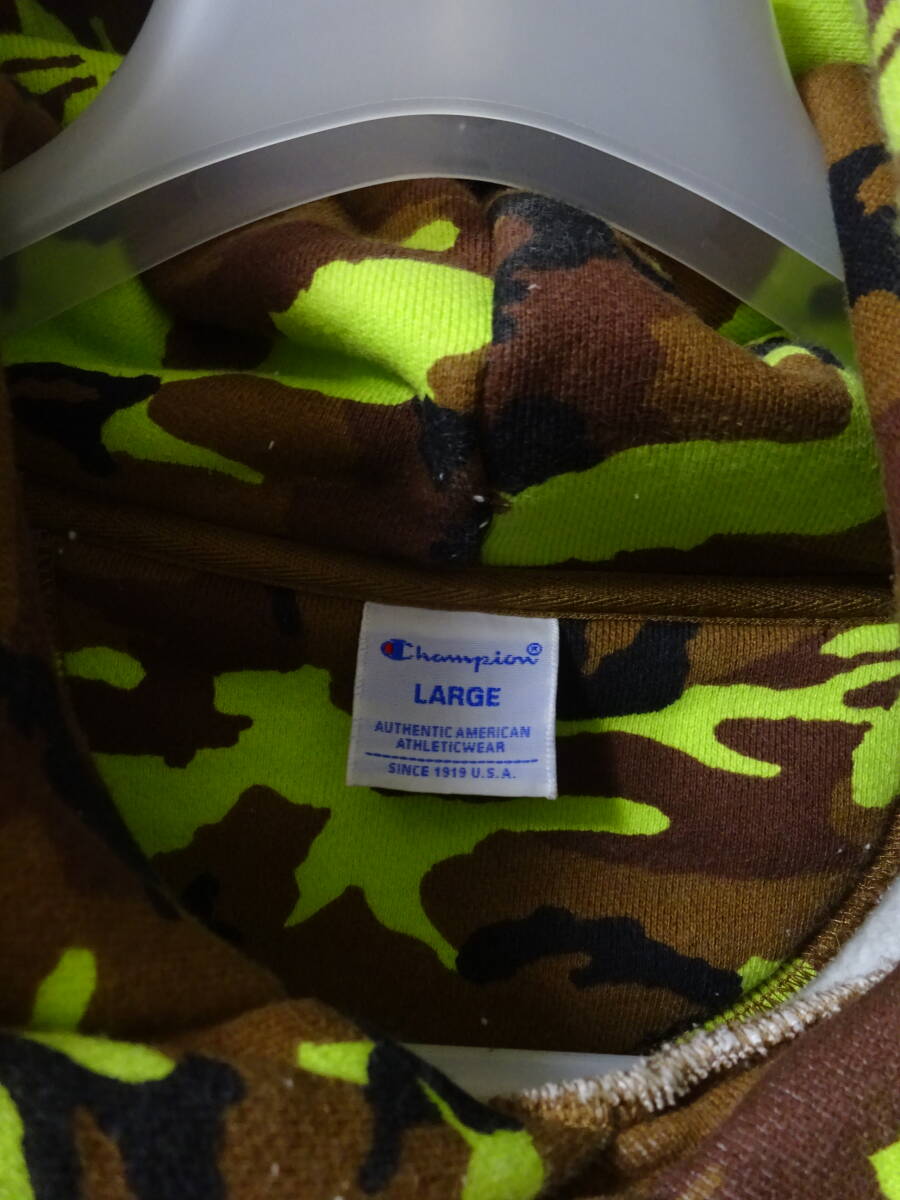 Champion®
LARGE
AUTHENTIC AMERICAN
ATHLETICWEAR
SINCE 1919 U.S.A.